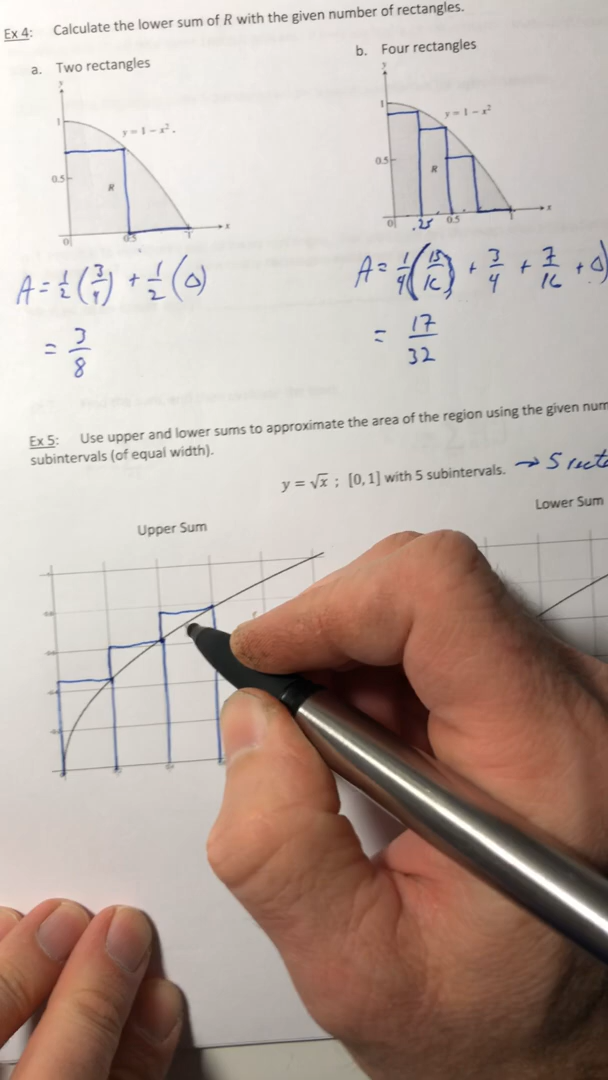 Ex 4: Calculate the lower sum of R with the given number of rectangles.
a. Two rectangles
b. Four rectangles
y
1
y = 1 − x².
0.5
R
0
0.5
1
x
y
1
y = 1 − x²
0.5
R
0
.25
0.5
1
x
A = 1/2 (3/4) + 1/2 (0)
= 3/8
A = 1/4 (15/16) + 3/4 + 7/16 + 0)
= 17/32
Ex 5: Use upper and lower sums to approximate the area of the region using the given num
subintervals (of equal width).
y = √x ; [0, 1] with 5 subintervals. → 5 recta
Upper Sum
Lower Sum